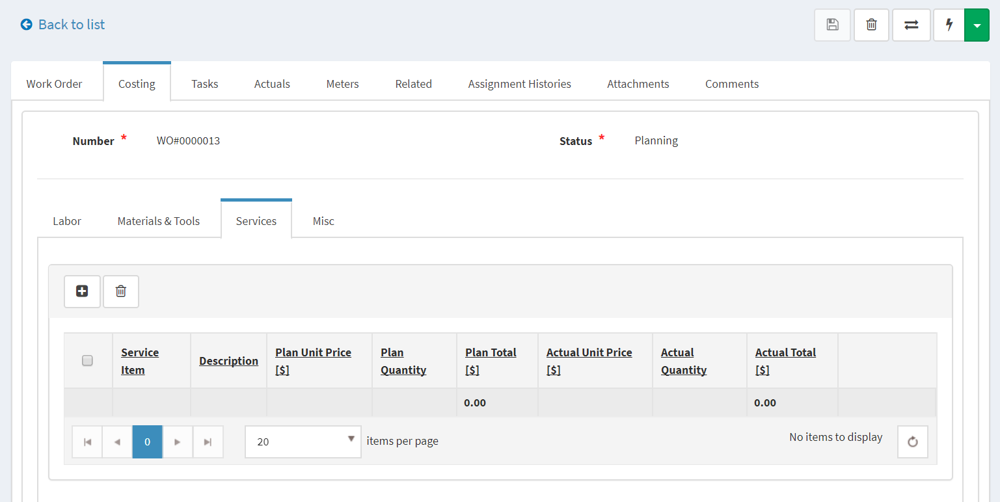 Back to list
Work Order Costing Tasks Actuals Meters Related Assignment Histories Attachments Comments
Number * WO#0000013 Status * Planning
Labor Materials & Tools Services Misc
Service Item Description Plan Unit Price [$] Plan Quantity Plan Total [$] Actual Unit Price [$] Actual Quantity Actual Total [$]
0.00 0.00
0 20 items per page No items to display